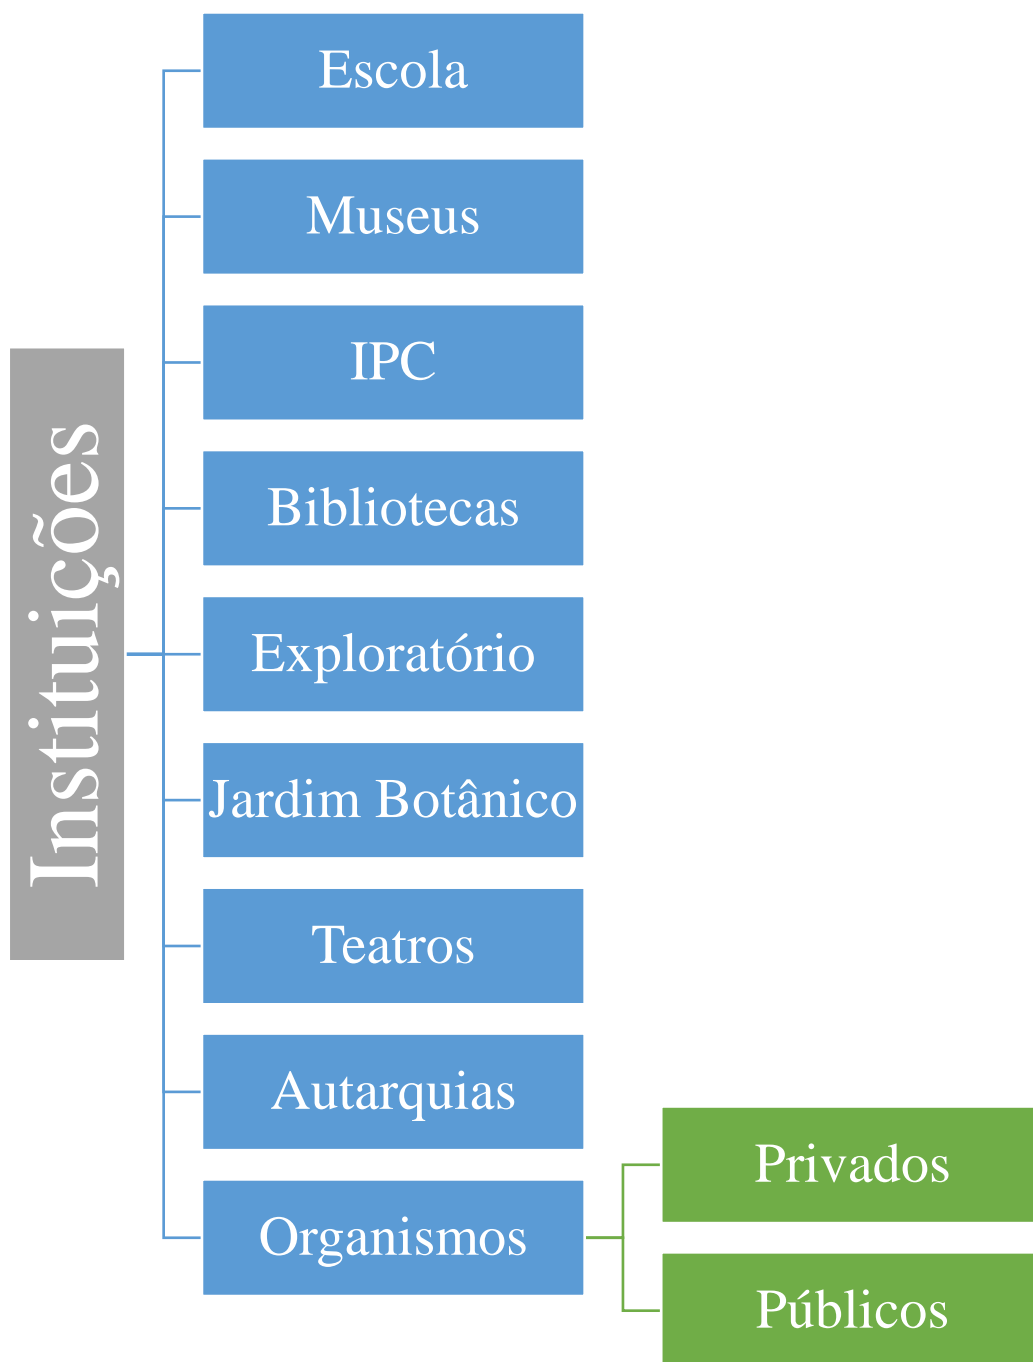 Instituições
Escola
Museus
IPC
Bibliotecas
Exploratório
Jardim Botânico
Teatros
Autarquias
Organismos
Privados
Públicos